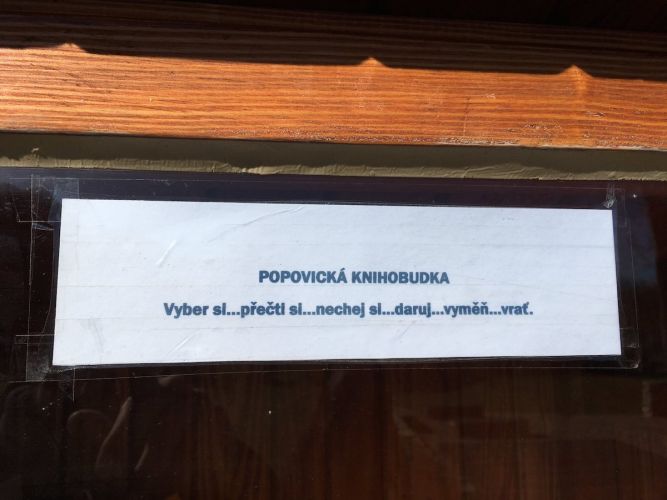 POPOVICKÁ KNIHOBUDKA
Vyber si...přečti si...nechej si...daruj...vyměň...vrať.